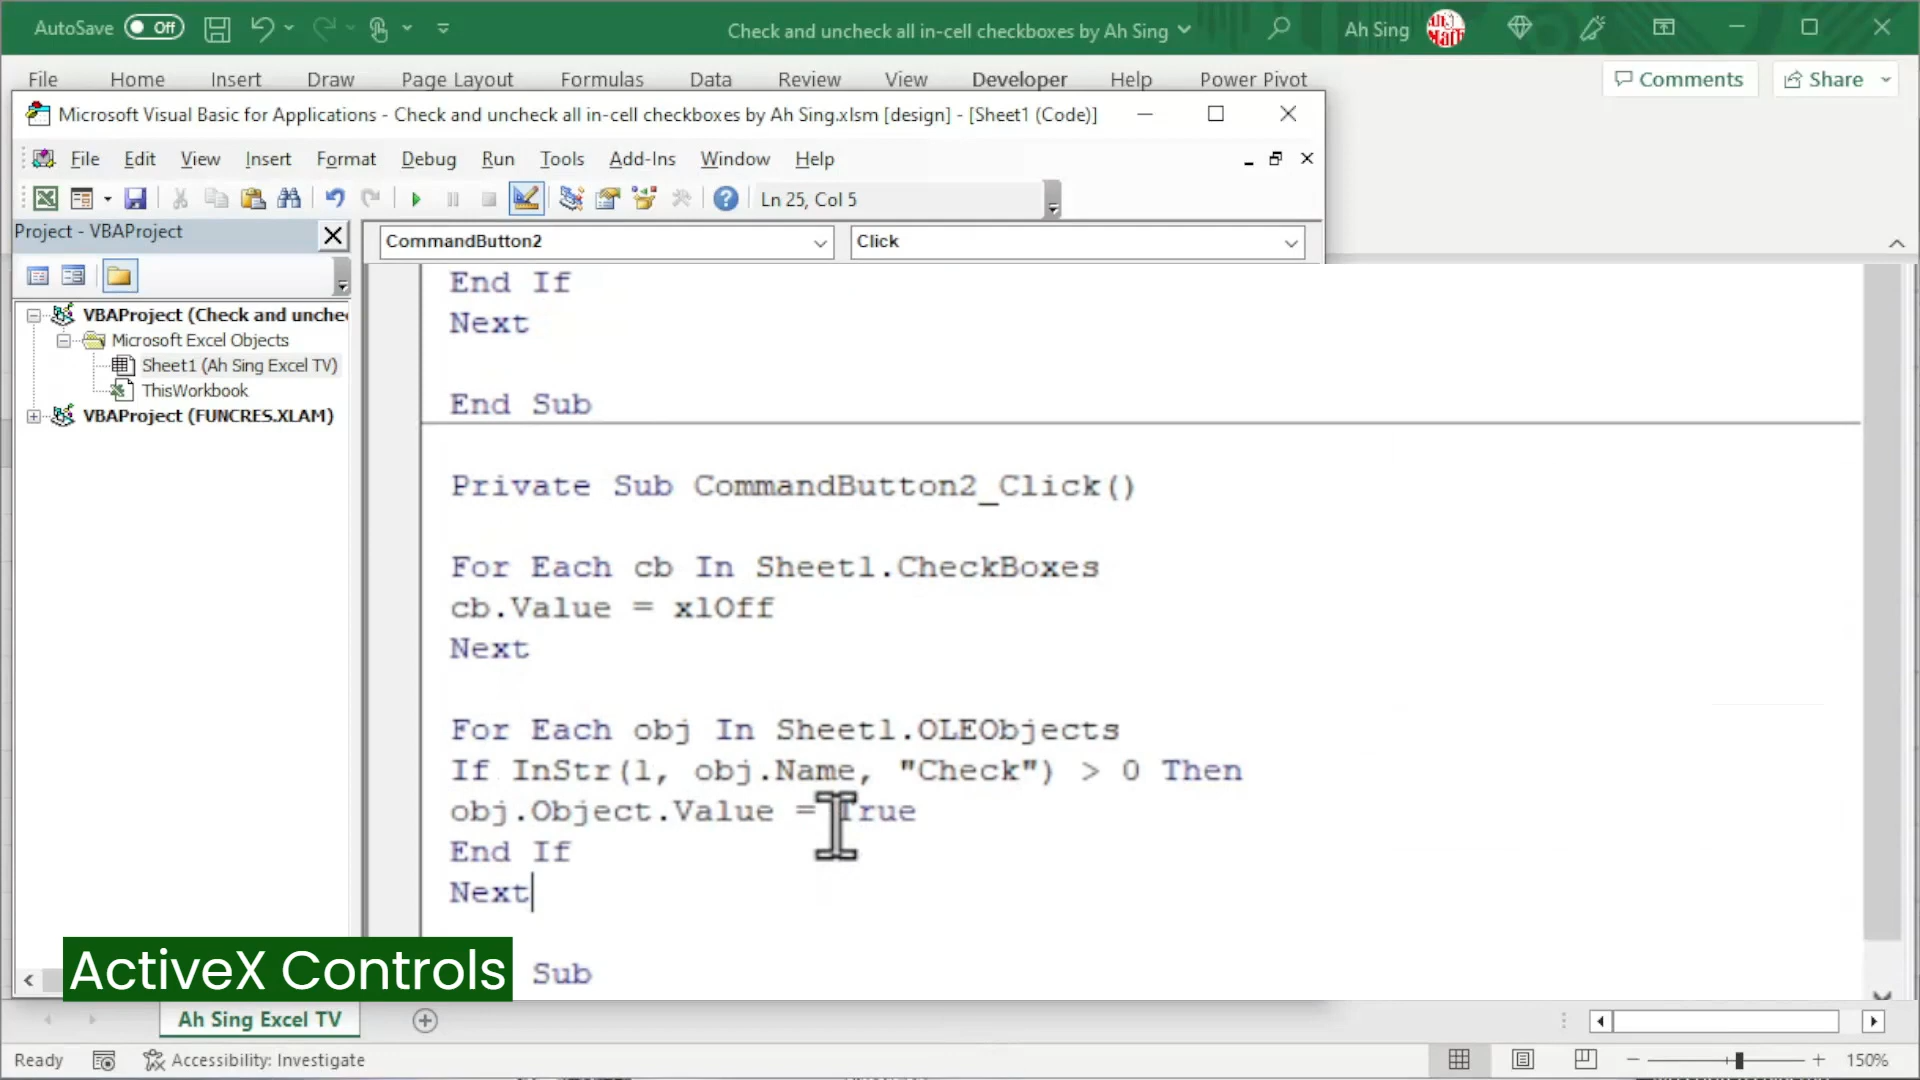 AutoSave Off
Check and uncheck all in-cell checkboxes by Ah Sing
Ah Sing
File Home Insert Draw Page Layout Formulas Data Review View Developer Help Power Pivot
Comments Share
Microsoft Visual Basic for Applications - Check and uncheck all in-cell checkboxes by Ah Sing.xlsm [design] - [Sheet1 (Code)]
File Edit View Insert Format Debug Run Tools Add-Ins Window Help
Ln 25, Col 5
Project - VBAProject
CommandButton2 Click
VBAProject (Check and unche
Microsoft Excel Objects
Sheet1 (Ah Sing Excel TV)
ThisWorkbook
VBAProject (FUNCRES.XLAM)
End If
Next
End Sub
Private Sub CommandButton2_Click()
For Each cb In Sheet1.CheckBoxes
cb.Value = xlOff
Next
For Each obj In Sheet1.OLEObjects
If InStr(1, obj.Name, "Check") > 0 Then
obj.Object.Value = True
End If
Next
Sub
ActiveX Controls
Ah Sing Excel TV
Ready Accessibility: Investigate 150%